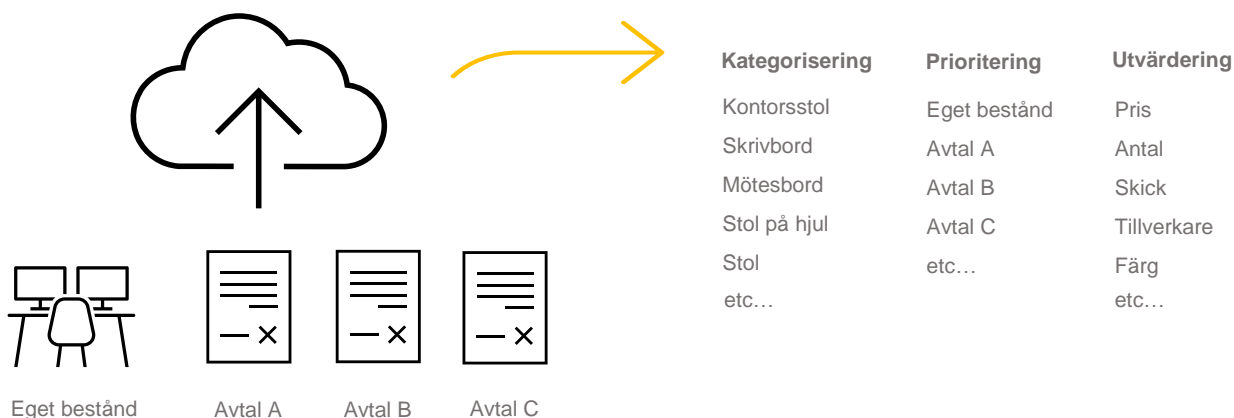 Kategorisering
Kontorsstol
Skrivbord
Mötesbord
Stol på hjul
Stol
etc…
Prioritering
Eget bestånd
Avtal A
Avtal B
Avtal C
etc…
Utvärdering
Pris
Antal
Skick
Tillverkare
Färg
etc…
Eget bestånd
Avtal A
Avtal B
Avtal C